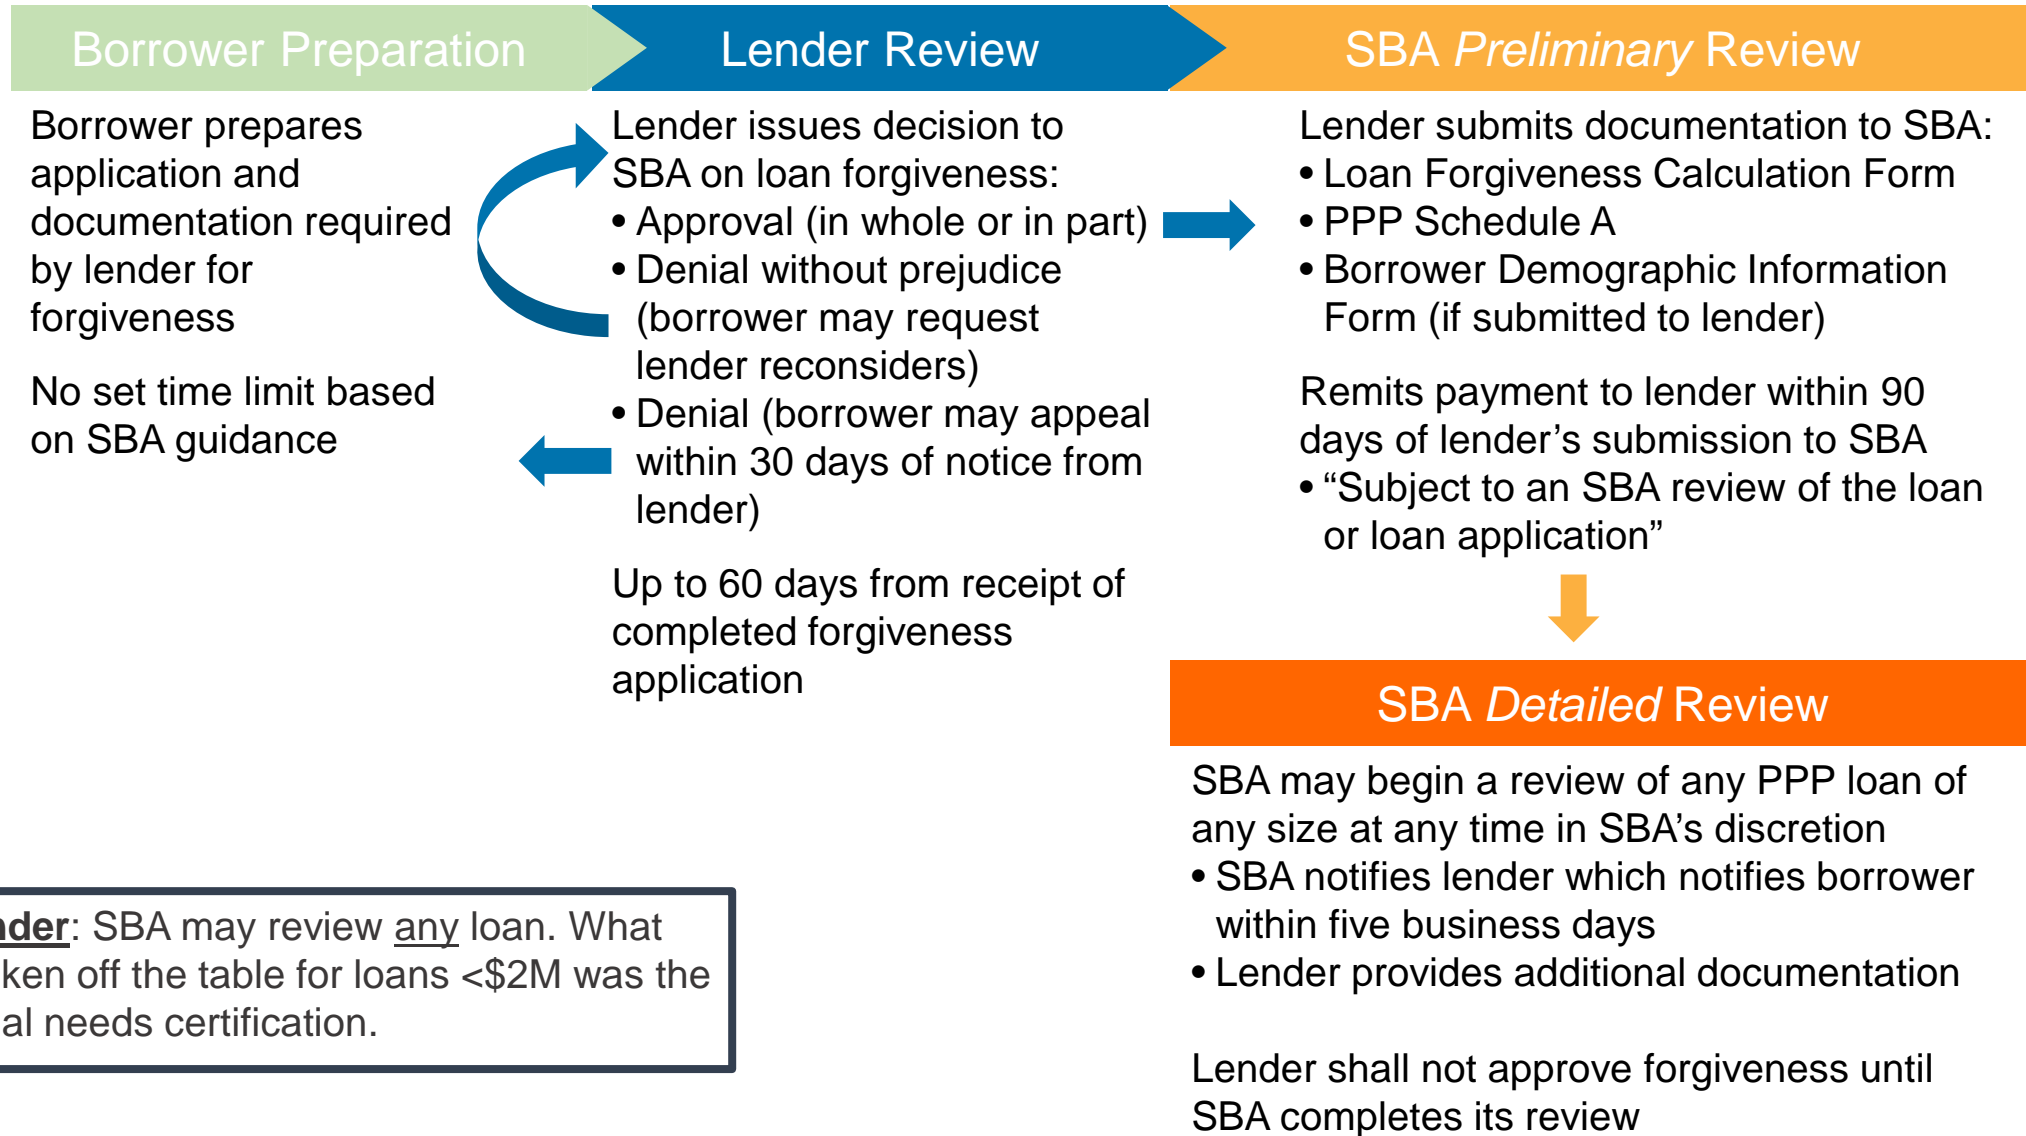 Borrower Preparation
Lender Review
SBA Preliminary Review
Borrower prepares
application and
documentation required
by lender for
forgiveness
No set time limit based
on SBA guidance
Lender issues decision to
SBA on loan forgiveness:
• Approval (in whole or in part)
• Denial without prejudice
(borrower may request
lender reconsiders)
• Denial (borrower may appeal
within 30 days of notice from
lender)
Up to 60 days from receipt of
completed forgiveness
application
Lender submits documentation to SBA:
• Loan Forgiveness Calculation Form
• PPP Schedule A
• Borrower Demographic Information
Form (if submitted to lender)
Remits payment to lender within 90
days of lender’s submission to SBA
• “Subject to an SBA review of the loan
or loan application”
SBA Detailed Review
SBA may begin a review of any PPP loan of
any size at any time in SBA’s discretion
• SBA notifies lender which notifies borrower
within five business days
• Lender provides additional documentation
Lender shall not approve forgiveness until
SBA completes its review
nder: SBA may review any loan. What
ken off the table for loans <$2M was the
al needs certification.